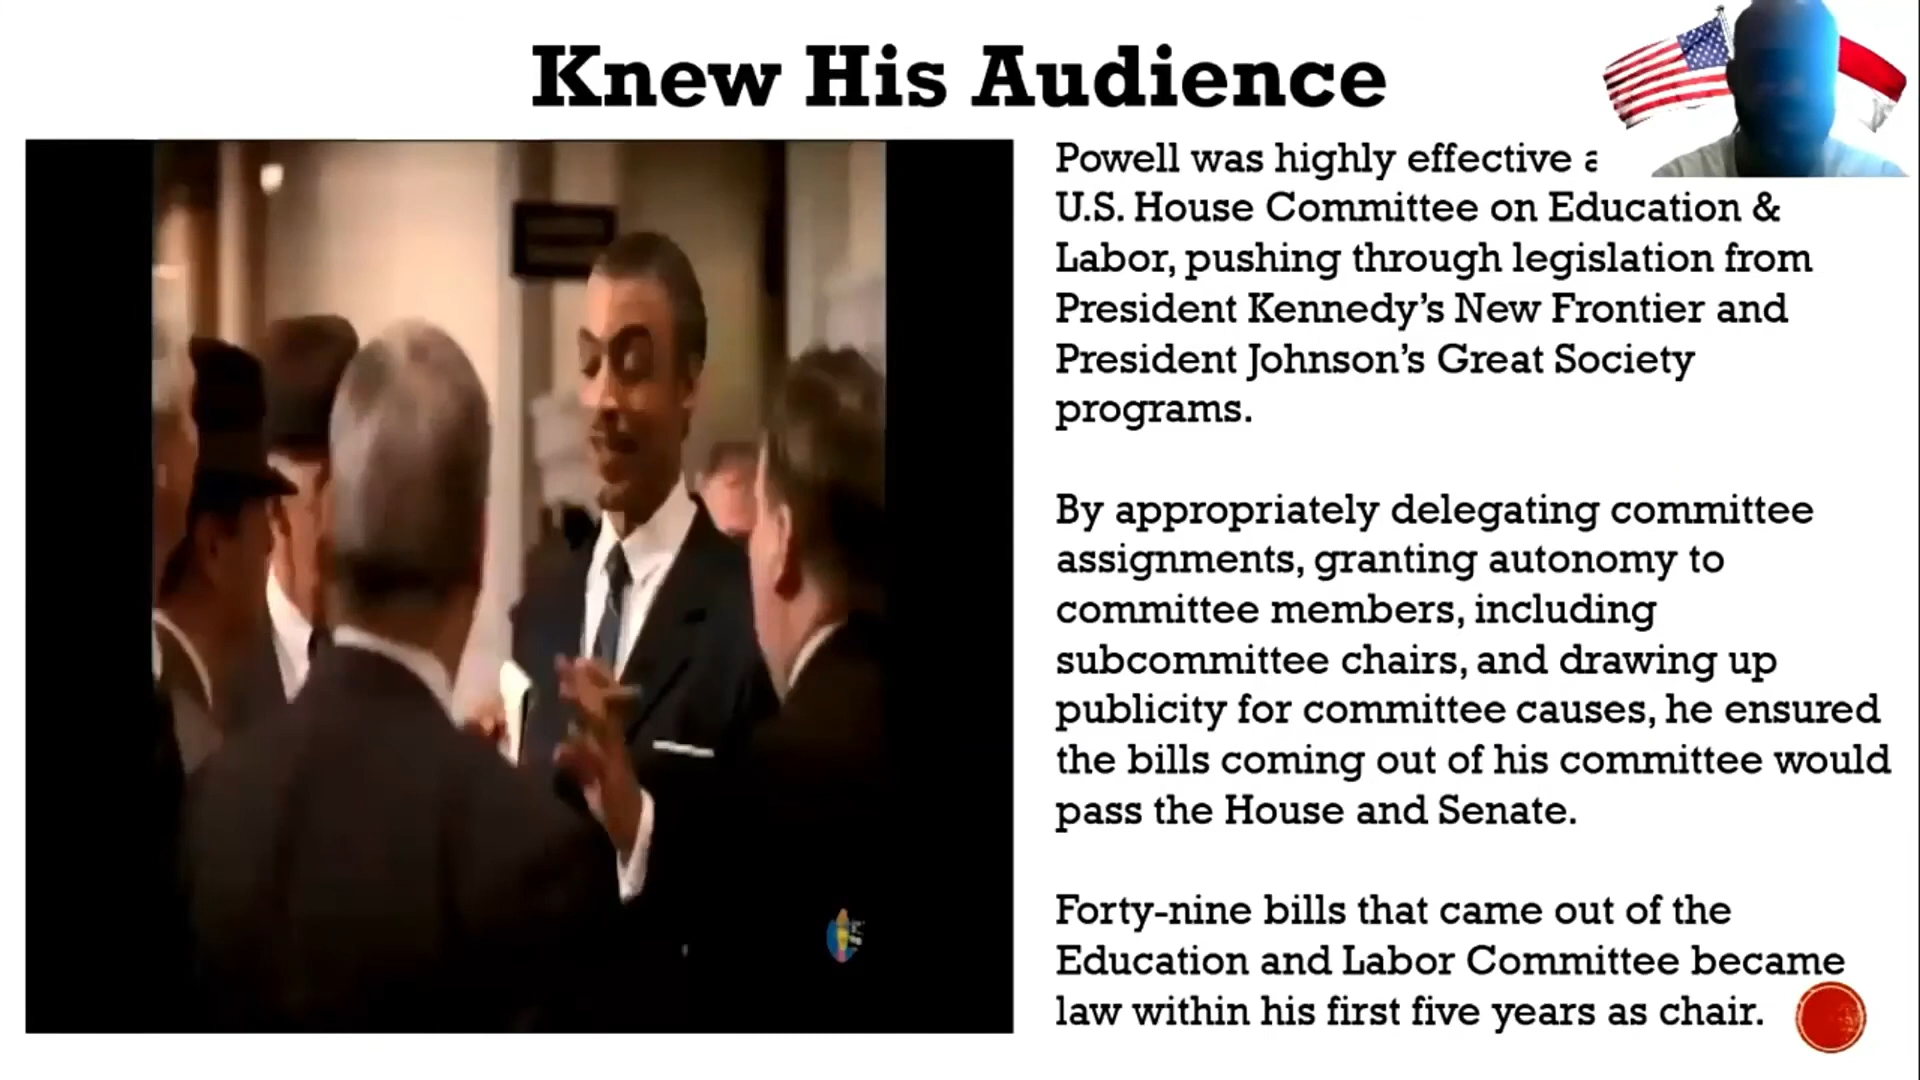 Knew His Audience
Powell was highly effective
U.S. House Committee on Education &
Labor, pushing through legislation from
President Kennedy's New Frontier and
President Johnson's Great Society
programs.
By appropriately delegating committee
assignments, granting autonomy to
committee members, including
subcommittee chairs, and drawing up
publicity for committee causes, he ensured
the bills coming out of his committee would
pass the House and Senate.
Forty-nine bills that came out of the
Education and Labor Committee became
law within his first five years as chair.